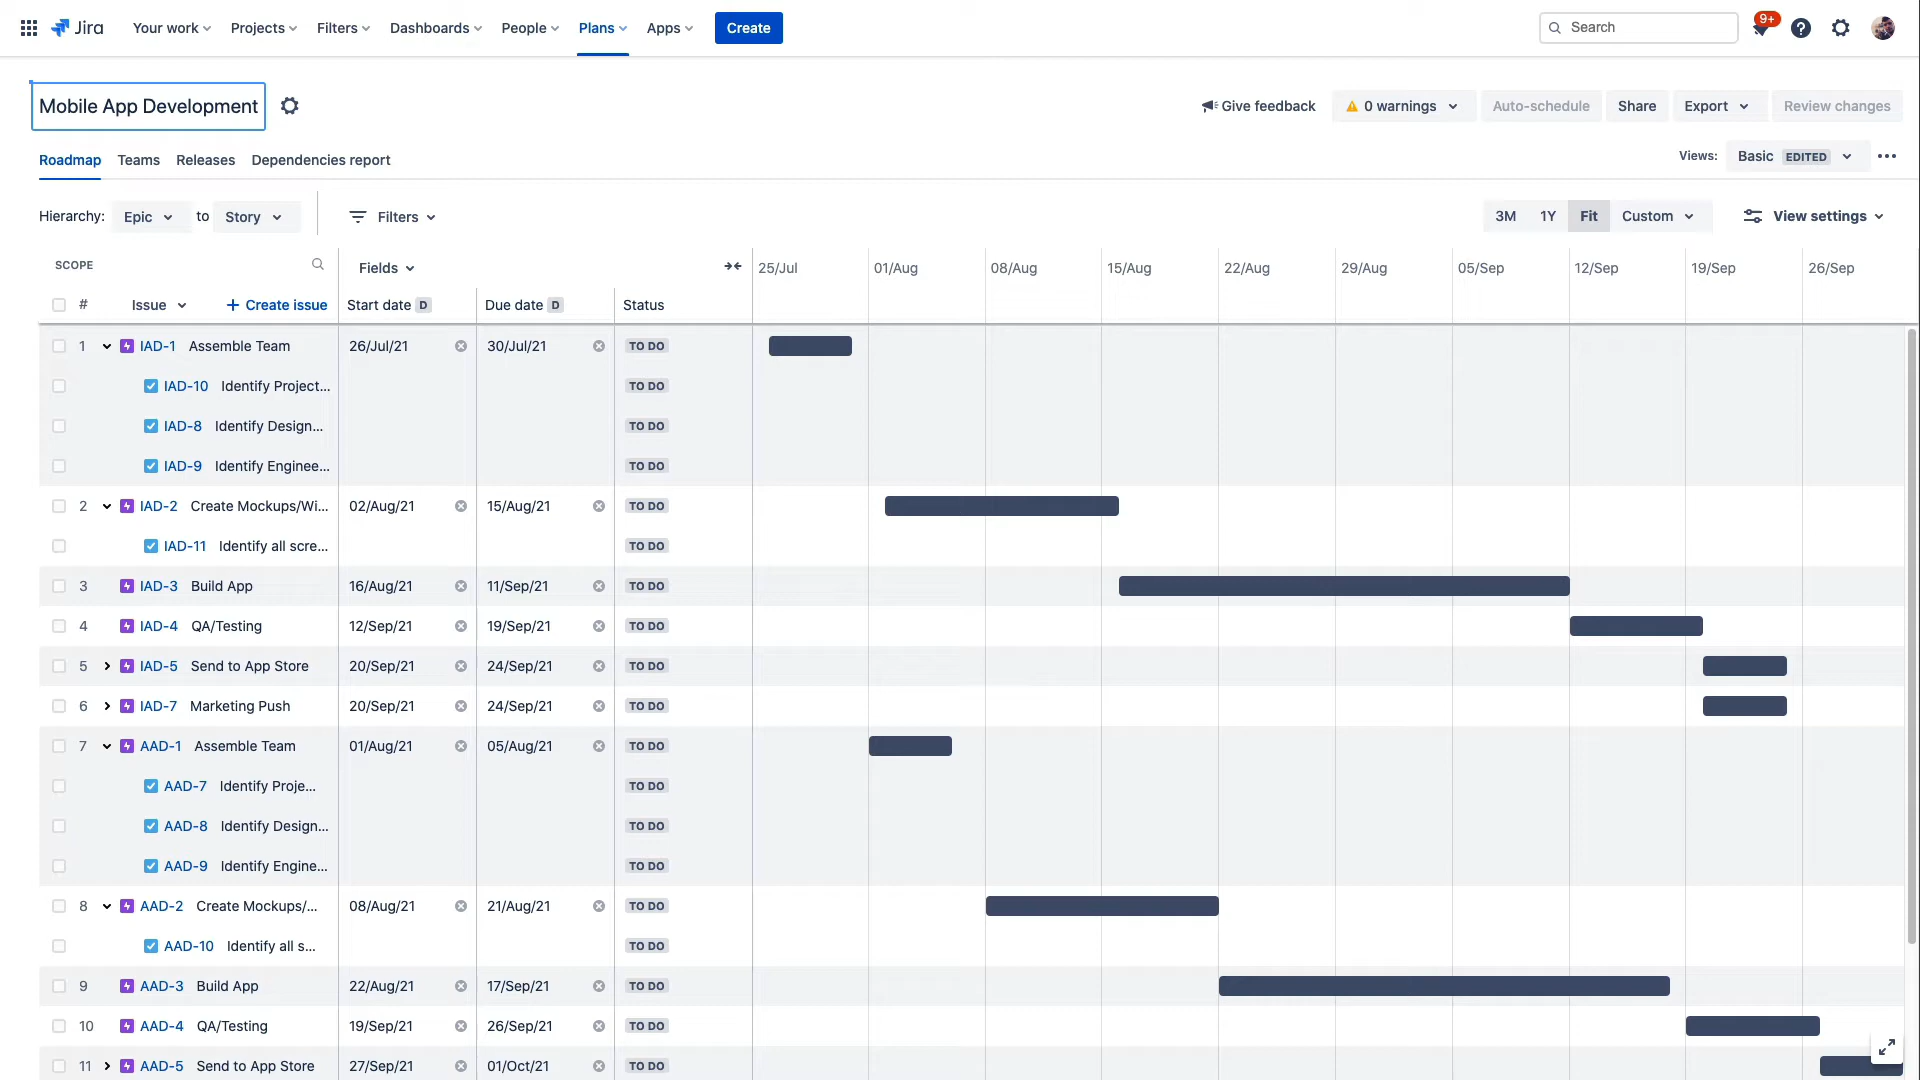 Jira Your work Projects Filters Dashboards People Plans Apps Create Search 9+
Mobile App Development Give feedback 0 warnings Auto-schedule Share Export Review changes
Roadmap Teams Releases Dependencies report Views: Basic EDITED
Hierarchy: Epic to Story Filters 3M 1Y Fit Custom View settings
SCOPE Fields 25/Jul 01/Aug 08/Aug 15/Aug 22/Aug 29/Aug 05/Sep 12/Sep 19/Sep 26/Sep
# Issue + Create issue Start date D Due date D Status
1 IAD-1 Assemble Team 26/Jul/21 30/Jul/21 TO DO
IAD-10 Identify Project... TO DO
IAD-8 Identify Design... TO DO
IAD-9 Identify Enginee... TO DO
2 IAD-2 Create Mockups/Wi... 02/Aug/21 15/Aug/21 TO DO
IAD-11 Identify all scre... TO DO
3 IAD-3 Build App 16/Aug/21 11/Sep/21 TO DO
4 IAD-4 QA/Testing 12/Sep/21 19/Sep/21 TO DO
5 IAD-5 Send to App Store 20/Sep/21 24/Sep/21 TO DO
6 IAD-7 Marketing Push 20/Sep/21 24/Sep/21 TO DO
7 AAD-1 Assemble Team 01/Aug/21 05/Aug/21 TO DO
AAD-7 Identify Proje... TO DO
AAD-8 Identify Design... TO DO
AAD-9 Identify Engine... TO DO
8 AAD-2 Create Mockups/... 08/Aug/21 21/Aug/21 TO DO
AAD-10 Identify all s... TO DO
9 AAD-3 Build App 22/Aug/21 17/Sep/21 TO DO
10 AAD-4 QA/Testing 19/Sep/21 26/Sep/21 TO DO
11 AAD-5 Send to App Store 27/Sep/21 01/Oct/21 TO DO